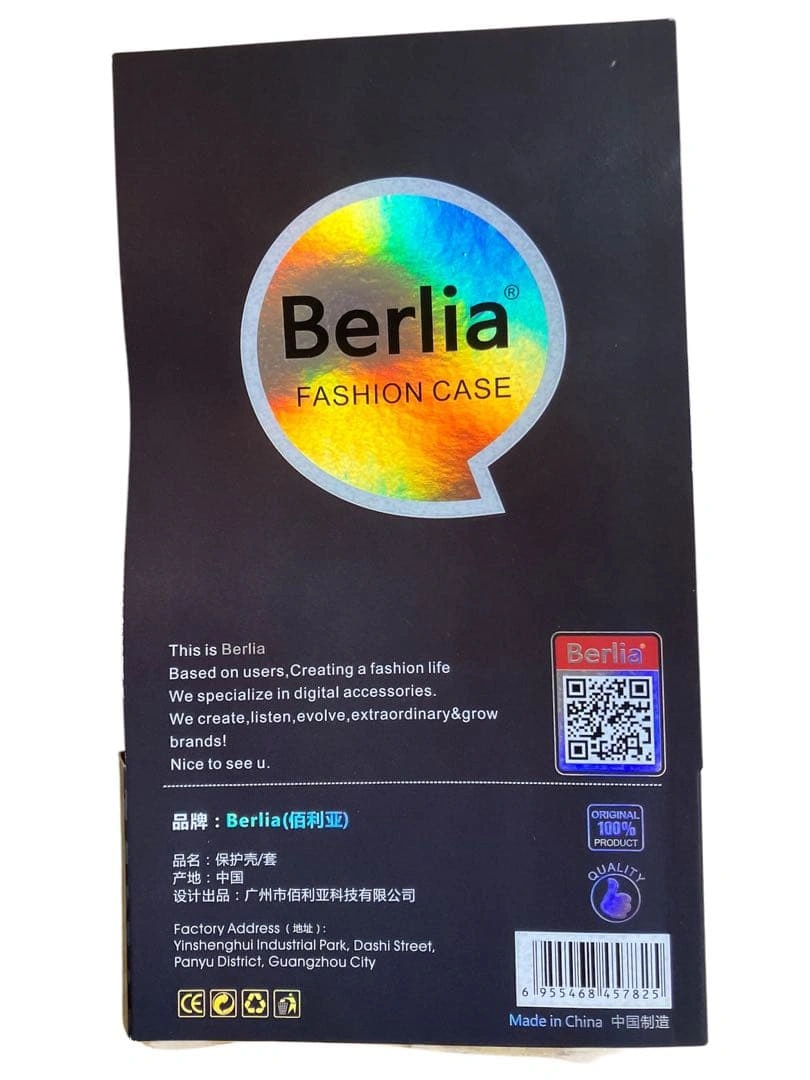 Berlia®
FASHION CASE
This is Berlia
Based on users,Creating a fashion life
We specialize in digital accessories.
We create,listen,evolve,extraordinary&grow
brands!
Nice to see u.
Berlia
品牌：Berlia(佰利亚)
品名：保护壳/套
产地：中国
设计出品：广州市佰利亚科技有限公司
Factory Address（地址）:
Yinshenghui Industrial Park, Dashi Street,
Panyu District, Guangzhou City
CE
ORIGINAL
100%
PRODUCT
QUALITY
6 955468 457825
Made in China 中国制造